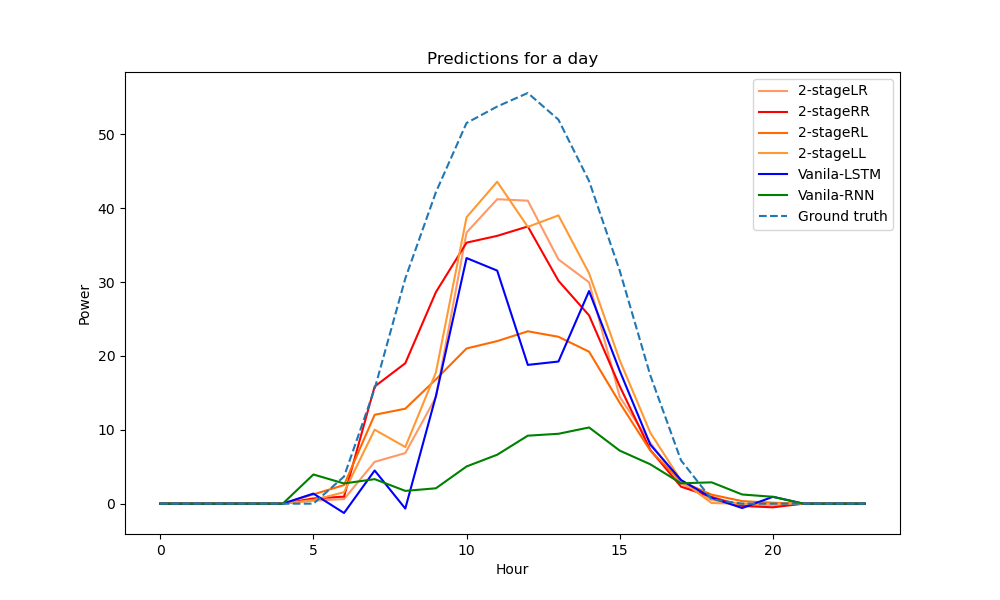 Predictions for a day
2-stageLR
2-stageRR
2-stageRL
2-stageLL
Vanila-LSTM
Vanila-RNN
Ground truth
50
40
30
20
10
0
Power
0 5 10 15 20
Hour